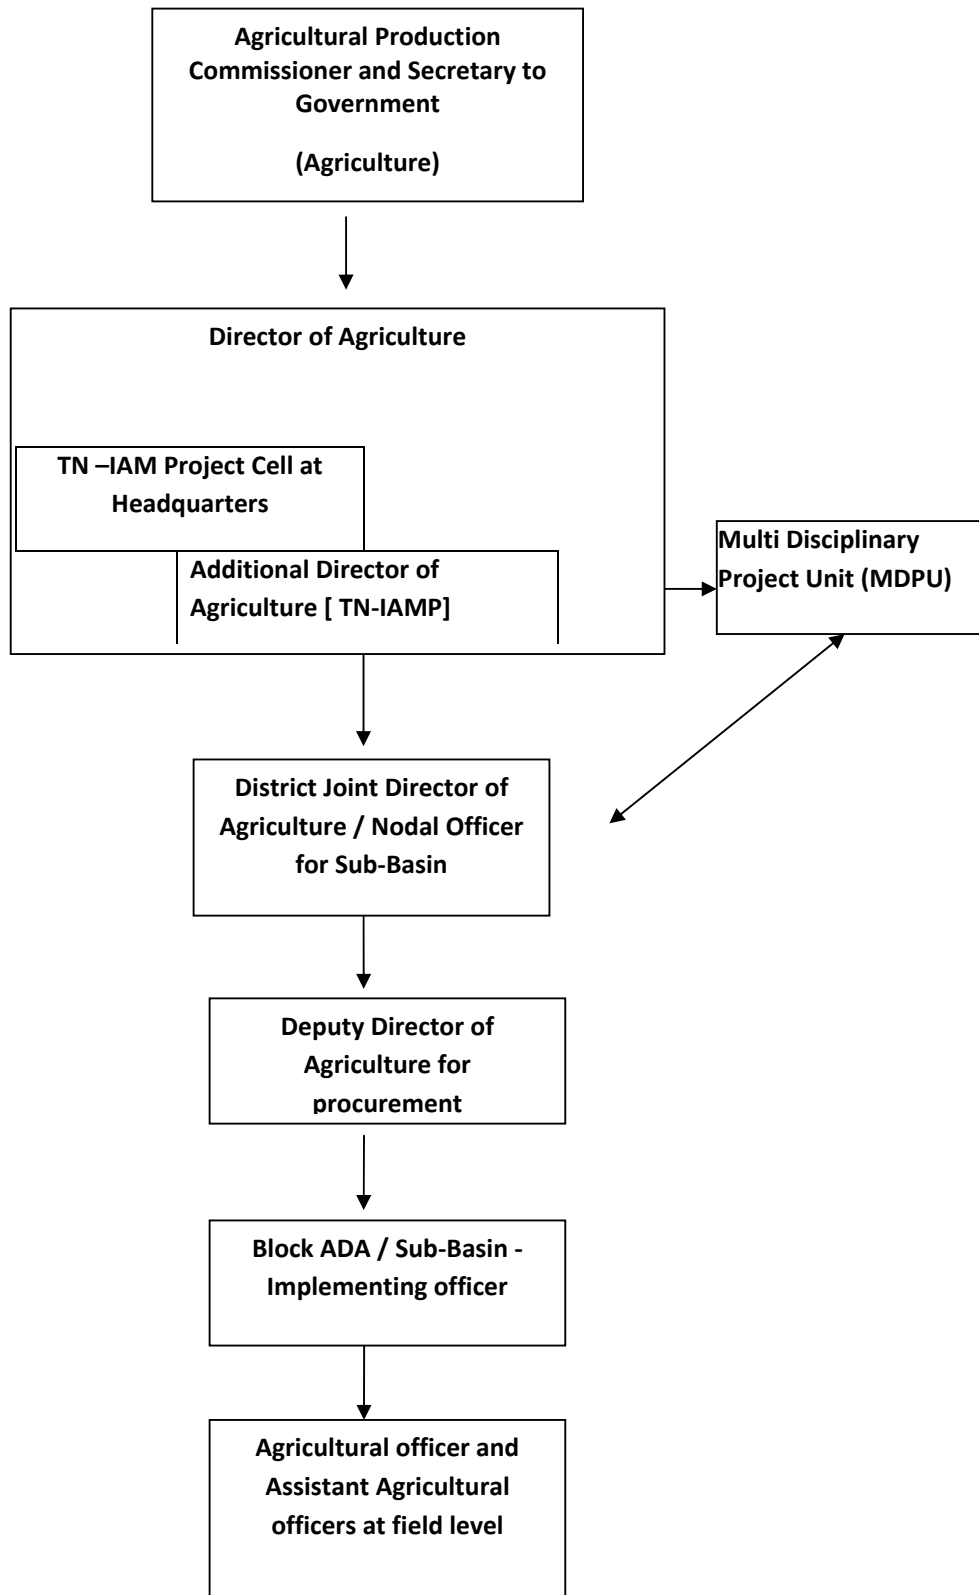 Agricultural Production
Commissioner and Secretary to
Government
(Agriculture)
Director of Agriculture
TN –IAM Project Cell at
Headquarters
Additional Director of
Agriculture [ TN-IAMP]
Multi Disciplinary
Project Unit (MDPU)
District Joint Director of
Agriculture / Nodal Officer
for Sub-Basin
Deputy Director of
Agriculture for
procurement
Block ADA / Sub-Basin -
Implementing officer
Agricultural officer and
Assistant Agricultural
officers at field level